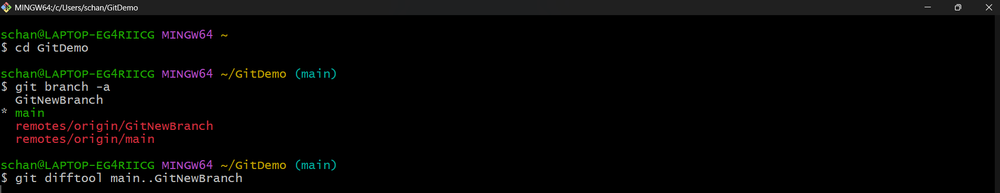 MINGW64:/c/Users/schan/GitDemo
schan@LAPTOP-EG4RIICG MINGW64 ~
$ cd GitDemo
schan@LAPTOP-EG4RIICG MINGW64 ~/GitDemo (main)
$ git branch -a
  GitNewBranch
* main
  remotes/origin/GitNewBranch
  remotes/origin/main
schan@LAPTOP-EG4RIICG MINGW64 ~/GitDemo (main)
$ git difftool main..GitNewBranch